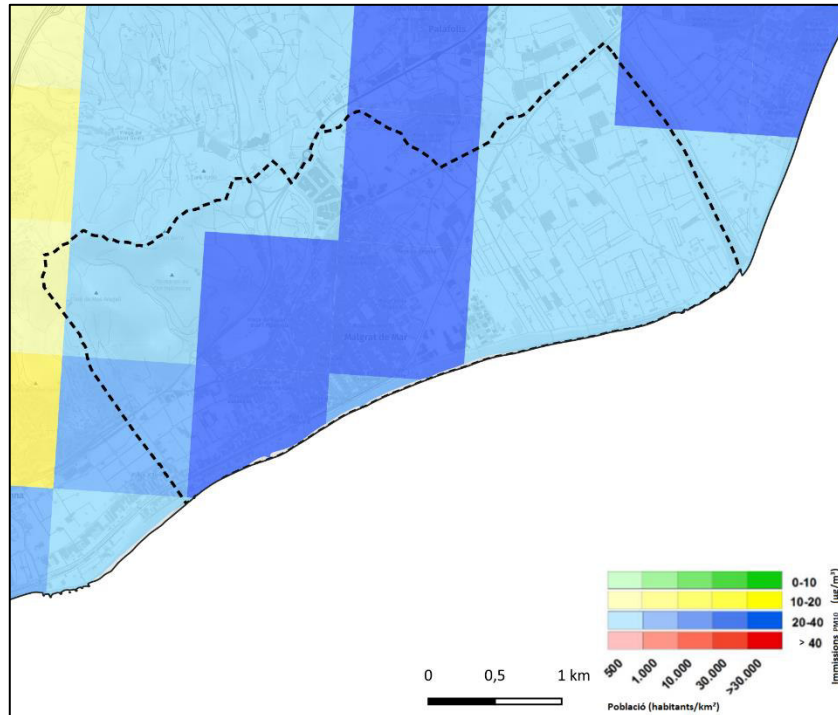 Palafolls
Malgrat de Mar
0-10
10-20
20-40
> 40
Immissions PM10 (µg/m³)
500
1.000
10.000
30.000
>30.000
Població (habitants/km²)
0 0,5 1 km